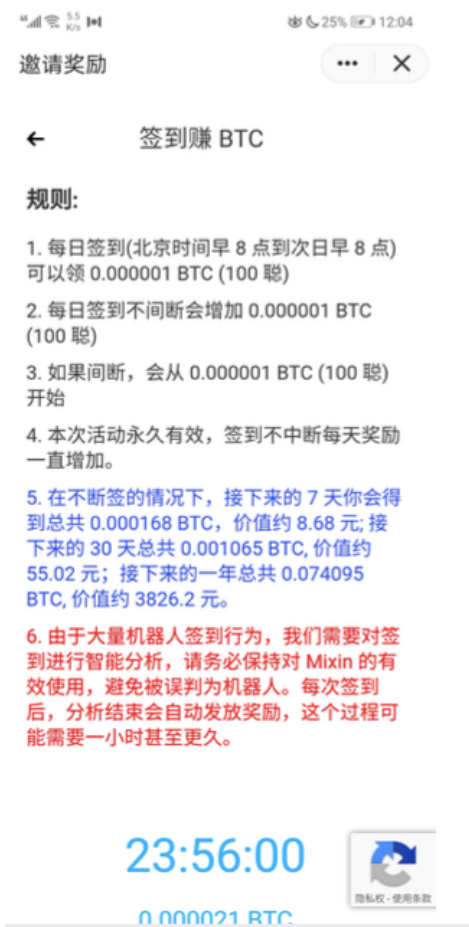 5.5
K/s
25%
12:04
邀请奖励
签到赚 BTC
规则:
1. 每日签到(北京时间早 8 点到次日早 8 点)
可以领 0.000001 BTC (100 聪)
2. 每日签到不间断会增加 0.000001 BTC
(100 聪)
3. 如果间断，会从 0.000001 BTC (100 聪)
开始
4. 本次活动永久有效，签到不中断每天奖励
一直增加。
5. 在不断签的情况下，接下来的 7 天你会得
到总共 0.000168 BTC，价值约 8.68 元; 接
下来的 30 天总共 0.001065 BTC, 价值约
55.02 元；接下来的一年总共 0.074095
BTC, 价值约 3826.2 元。
6. 由于大量机器人签到行为，我们需要对签
到进行智能分析，请务必保持对 Mixin 的有
效使用，避免被误判为机器人。每次签到
后，分析结束会自动发放奖励，这个过程可
能需要一小时甚至更久。
23:56:00
隐私权 - 使用条款
0.000021 BTC